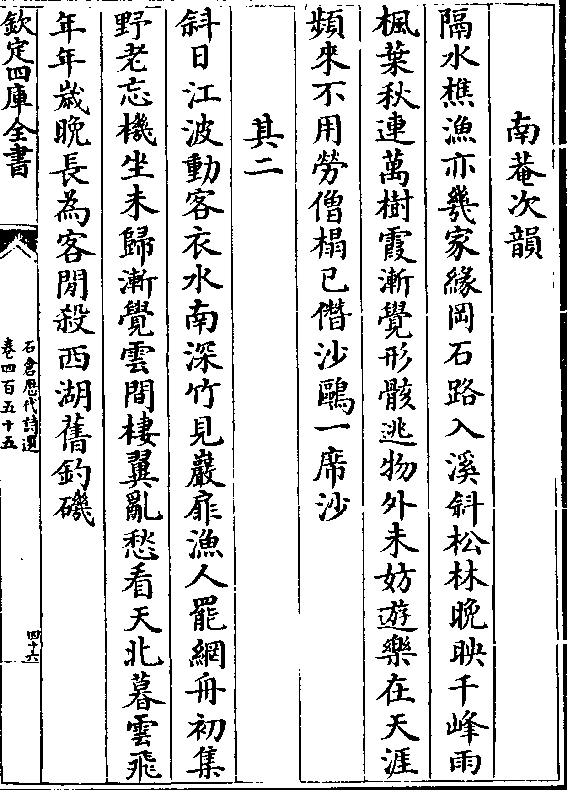 南菴次韻
隔水樵漁亦幾家緣岡石路入溪斜松林晚映千峰雨
楓葉秋連萬樹霞漸覺形骸逃物外未妨遊樂在天涯
頻來不用勞僧榻已僭沙鷗一席沙
其二
斜日江波動客衣水南深竹見巖扉漁人罷網舟初集
野老忘機坐未歸漸覺雲間棲翼亂愁看天北暮雲飛
年年歲晚長為客閒殺西湖舊釣磯
欽定四庫全書
石倉歷代詩選
卷四百五十五
四十六